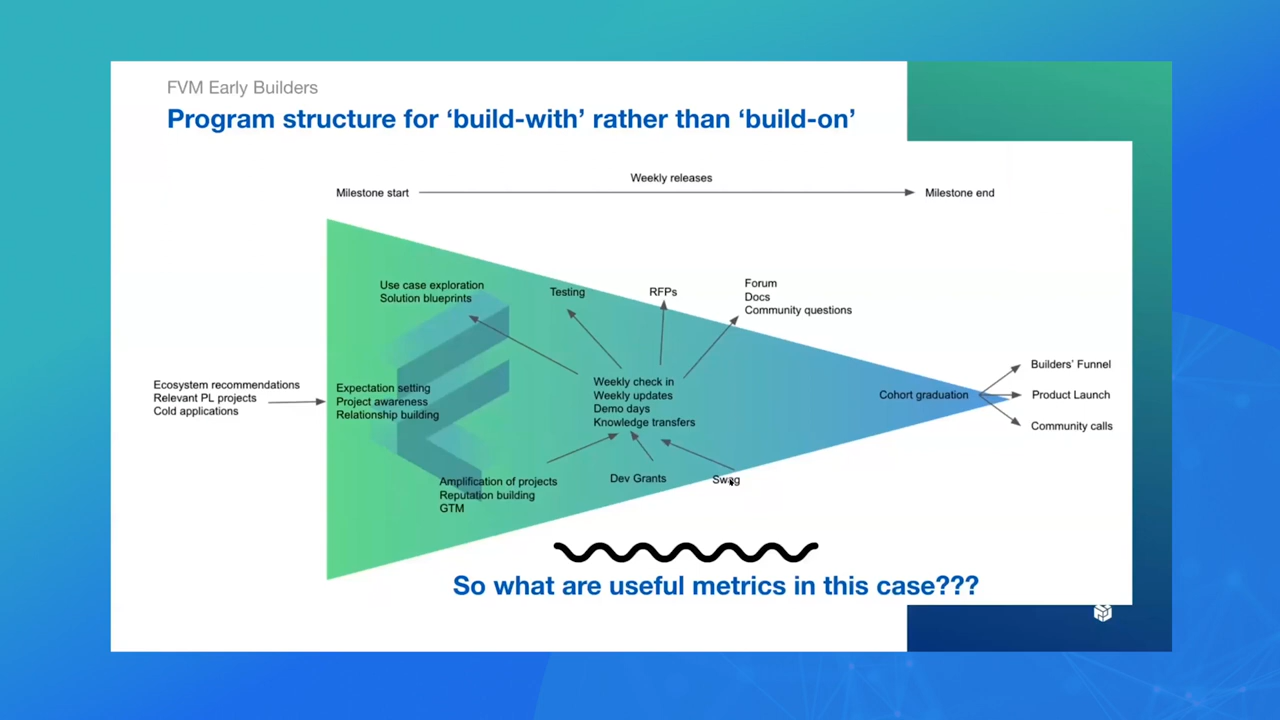 FVM Early Builders
Program structure for ‘build-with’ rather than ‘build-on’
Weekly releases
Milestone start
Milestone end
Use case exploration
Solution blueprints
Testing
RFPs
Forum
Docs
Community questions
Ecosystem recommendations
Relevant PL projects
Cold applications
Expectation setting
Project awareness
Relationship building
Weekly check in
Weekly updates
Demo days
Knowledge transfers
Cohort graduation
Builders’ Funnel
Product Launch
Community calls
Amplification of projects
Reputation building
GTM
Dev Grants
Swag
So what are useful metrics in this case???